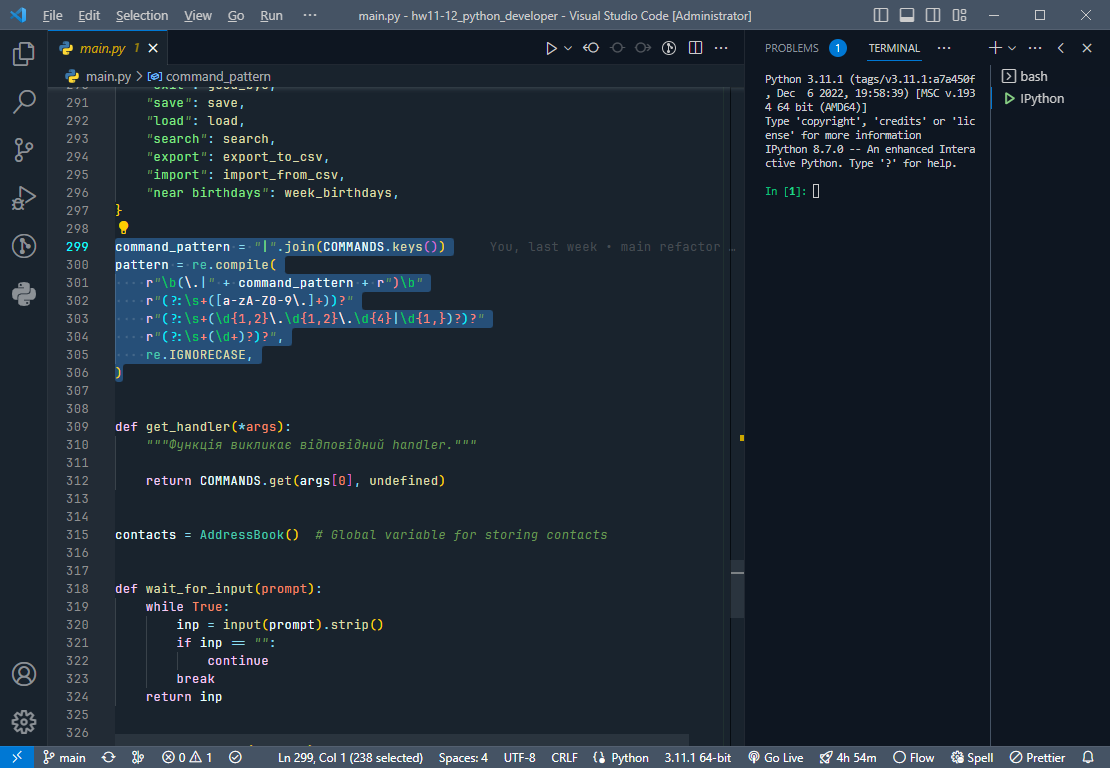 File Edit Selection View Go Run ··· main.py - hw11-12_python_developer - Visual Studio Code [Administrator]
main.py 1
main.py > command_pattern
291 "save": save,
292 "load": load,
293 "search": search,
294 "export": export_to_csv,
295 "import": import_from_csv,
296 "near birthdays": week_birthdays,
297 }
298
299 command_pattern = "|".join(COMMANDS.keys()) You, last week • main refactor …
300 pattern = re.compile(
301 r"\b(\.|" + command_pattern + r")\b"
302 r"(?:\s+([a-zA-Z0-9\.]+))?"
303 r"(?:\s+(\d{1,2}\.\d{1,2}\.\d{4}|\d{1,})?)?"
304 r"(?:\s+(\d+)?)?",
305 re.IGNORECASE,
306 )
307
308
309 def get_handler(*args):
310 """Функція викликає відповідний handler."""
311
312 return COMMANDS.get(args[0], undefined)
313
314
315 contacts = AddressBook() # Global variable for storing contacts
316
317
318 def wait_for_input(prompt):
319 while True:
320 inp = input(prompt).strip()
321 if inp == "":
322 continue
323 break
324 return inp
325
326
PROBLEMS 1 TERMINAL ···
Python 3.11.1 (tags/v3.11.1:a7a450f
, Dec  6 2022, 19:58:39) [MSC v.193
4 64 bit (AMD64)]
Type 'copyright', 'credits' or 'lic
ense' for more information
IPython 8.7.0 -- An enhanced Intera
ctive Python. Type '?' for help.
In [1]:
bash
IPython
main 0 1 Ln 299, Col 1 (238 selected) Spaces: 4 UTF-8 CRLF Python 3.11.1 64-bit Go Live 4h 54m Flow Spell Prettier